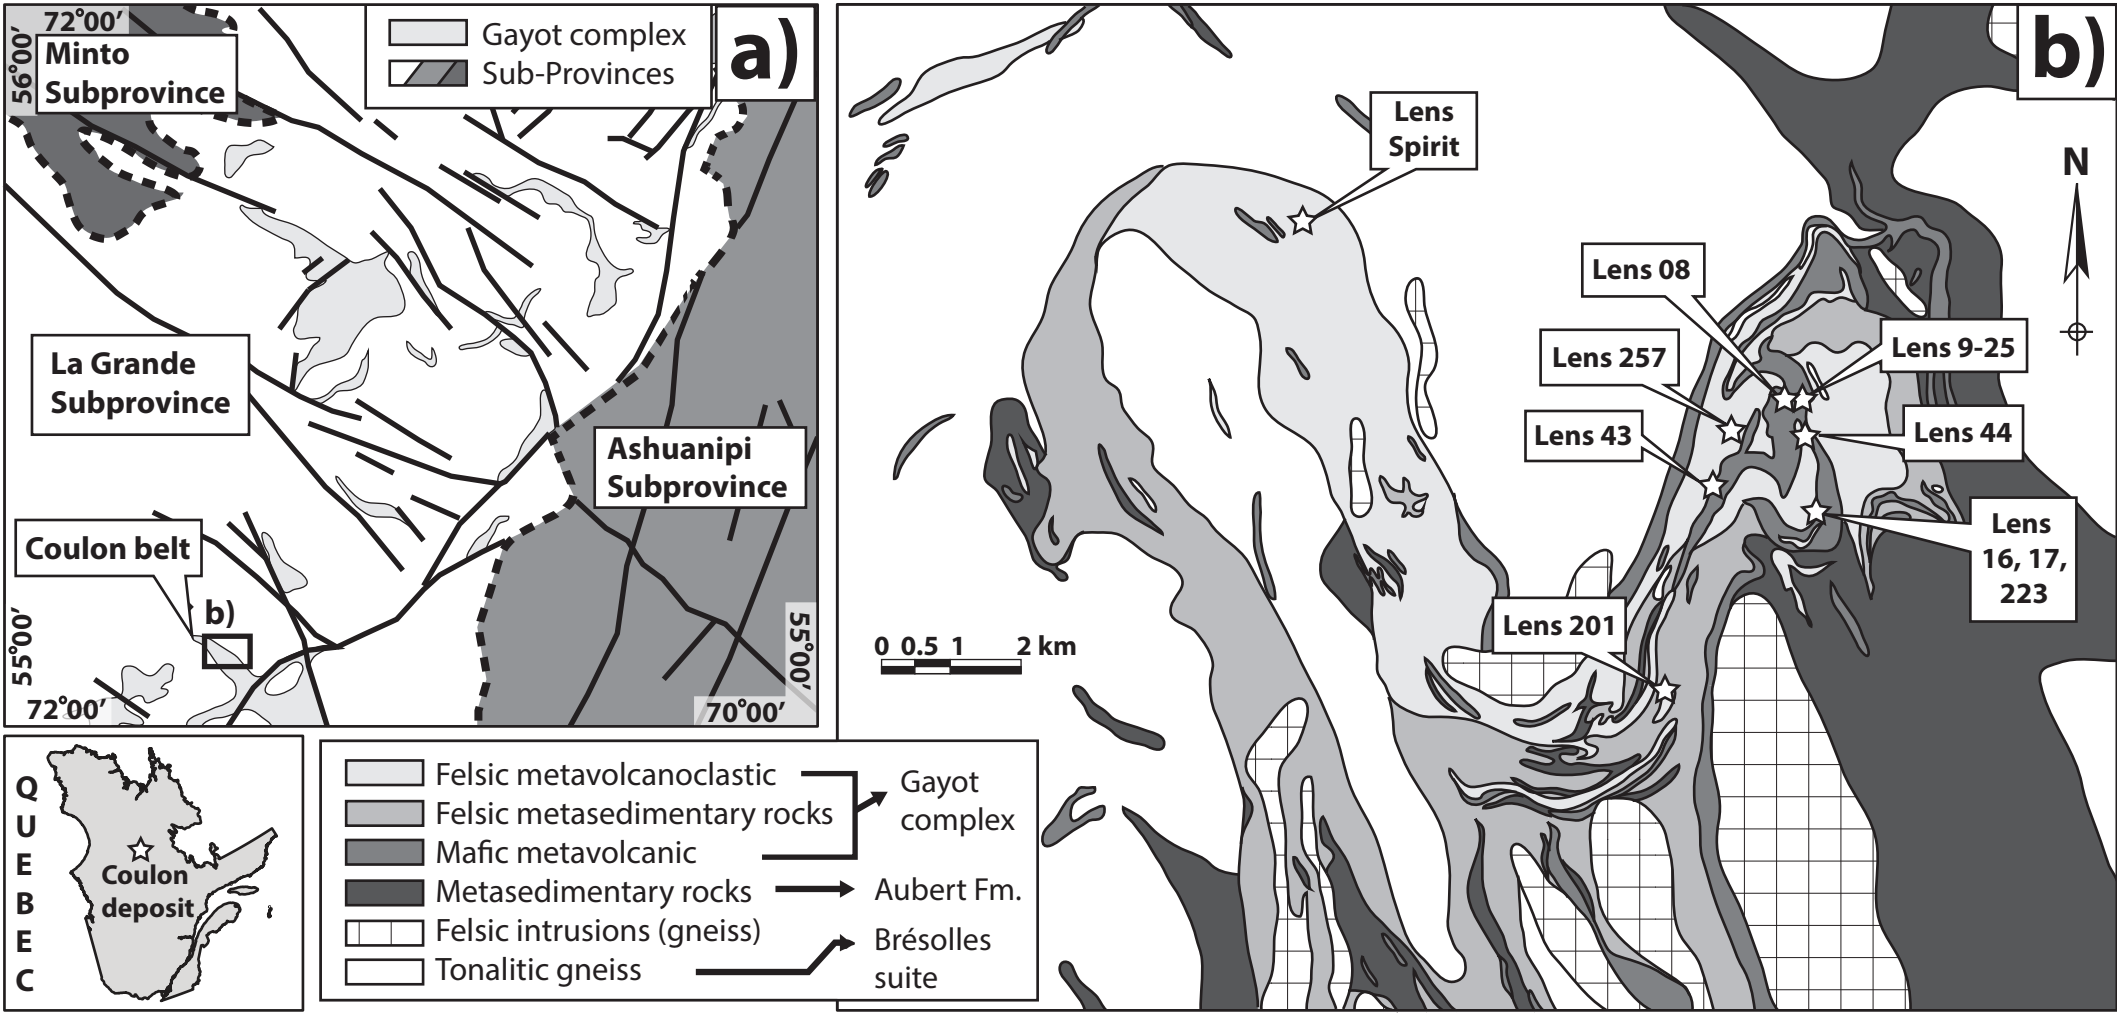 72°00'
56°00'
Minto
Subprovince
Gayot complex
Sub-Provinces
a)
La Grande
Subprovince
Ashuanipi
Subprovince
Coulon belt
b)
55°00'
55°00'
72°00'
70°00'
b)
N
Lens
Spirit
Lens 08
Lens 257
Lens 9-25
Lens 43
Lens 44
Lens
16, 17,
223
Lens 201
0 0.5 1 2 km
QUEBEC
Coulon
deposit
Felsic metavolcanoclastic
Felsic metasedimentary rocks
Mafic metavolcanic
Gayot
complex
Metasedimentary rocks
Aubert Fm.
Felsic intrusions (gneiss)
Tonalitic gneiss
Brésolles
suite